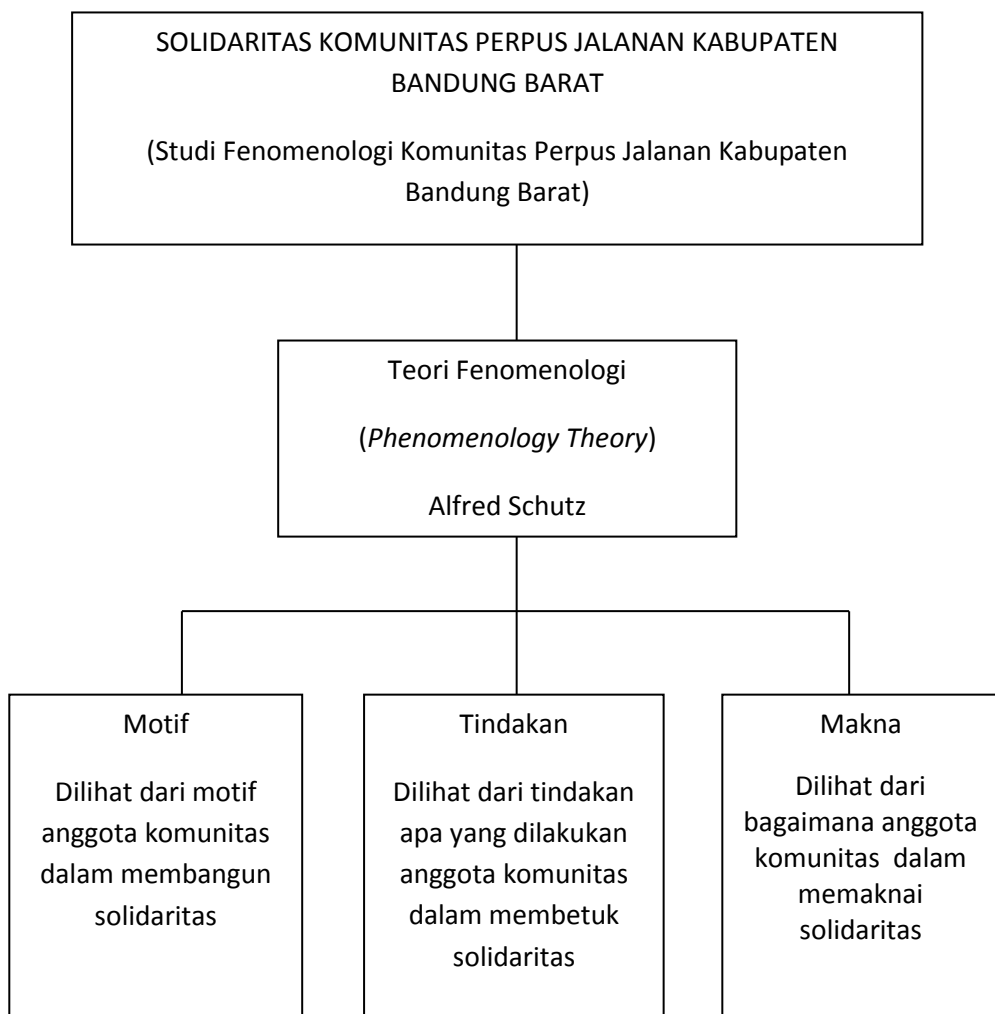 SOLIDARITAS KOMUNITAS PERPUS JALANAN KABUPATEN
BANDUNG BARAT
(Studi Fenomenologi Komunitas Perpus Jalanan Kabupaten
Bandung Barat)
Teori Fenomenologi
(Phenomenology Theory)
Alfred Schutz
Motif
Dilihat dari motif
anggota komunitas
dalam membangun
solidaritas
Tindakan
Dilihat dari tindakan
apa yang dilakukan
anggota komunitas
dalam membetuk
solidaritas
Makna
Dilihat dari
bagaimana anggota
komunitas dalam
memaknai
solidaritas